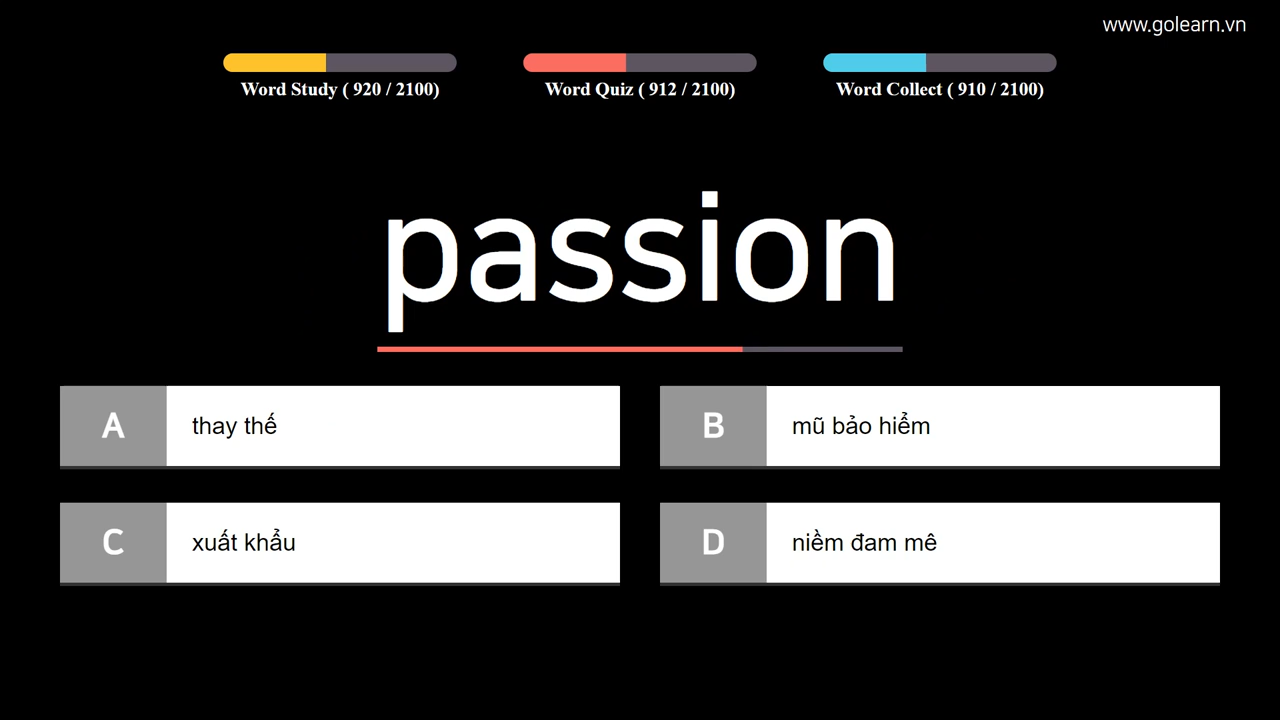 www.golearn.vn
Word Study ( 920 / 2100)
Word Quiz ( 912 / 2100)
Word Collect ( 910 / 2100)
passion
A thay thế
B mũ bảo hiểm
C xuất khẩu
D niềm đam mê